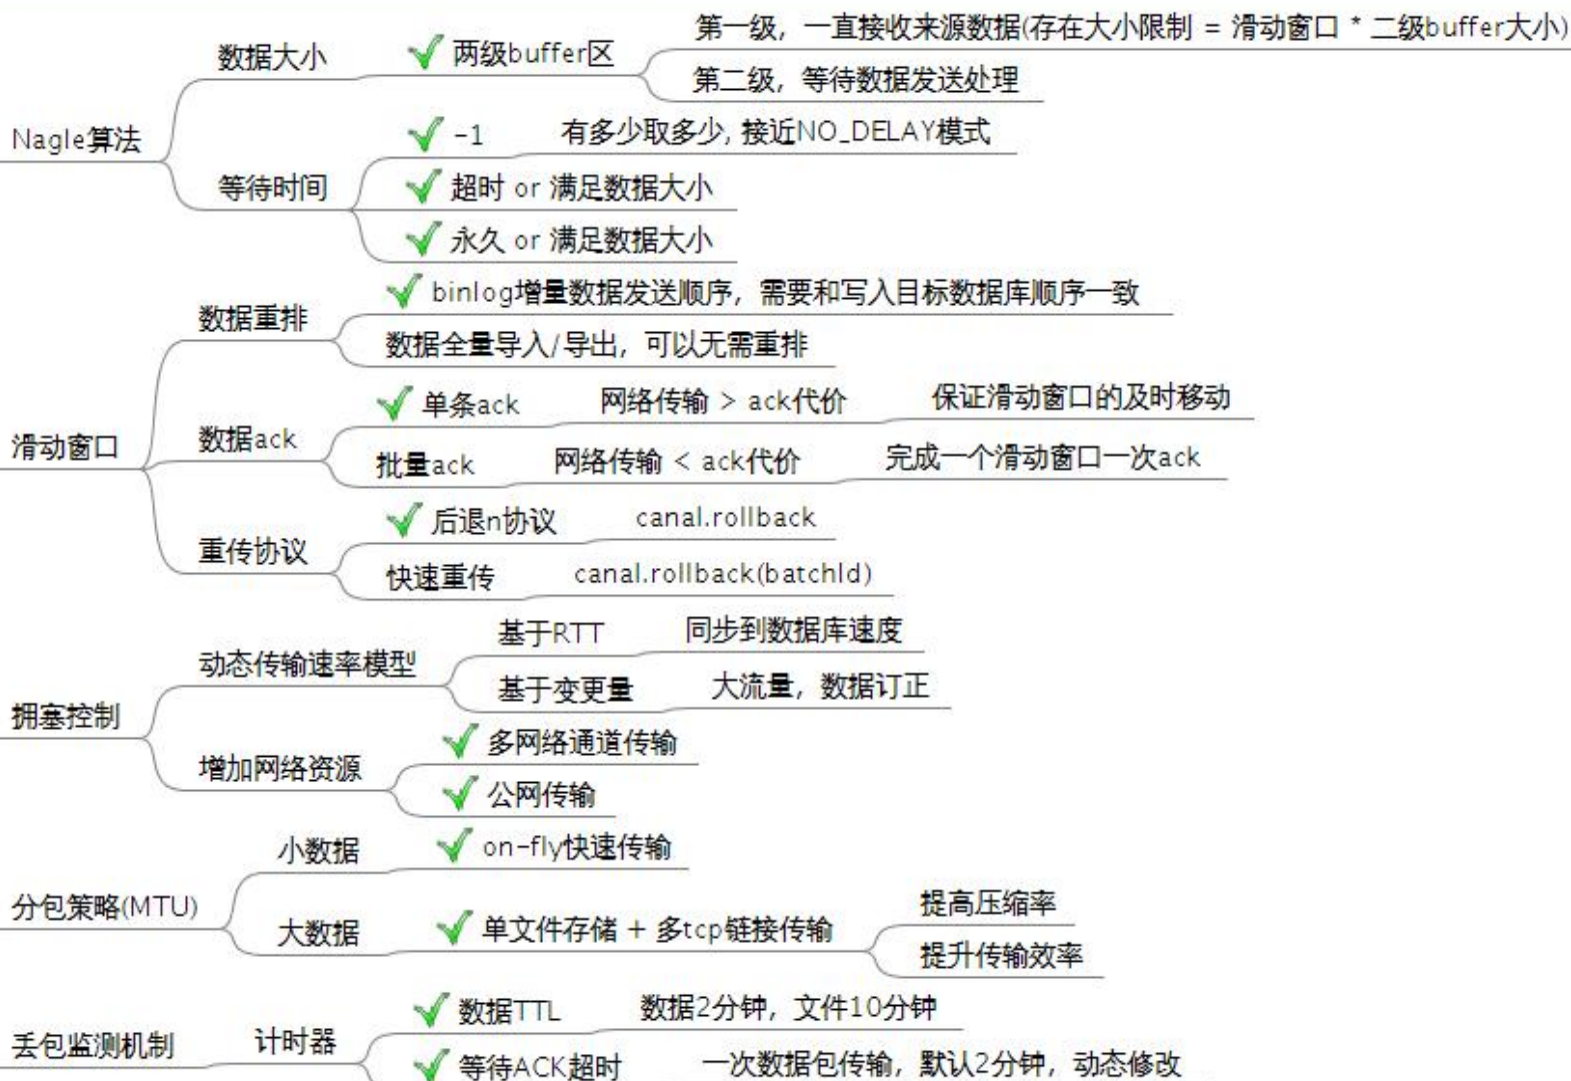 第一级，一直接收来源数据(存在大小限制 = 滑动窗口 * 二级buffer大小)
数据大小
两级buffer区
第二级，等待数据发送处理
Nagle算法
-1
有多少取多少, 接近NO_DELAY模式
等待时间
超时 or 满足数据大小
永久 or 满足数据大小
binlog增量数据发送顺序，需要和写入目标数据库顺序一致
数据重排
数据全量导入/导出，可以无需重排
单条ack
网络传输 > ack代价
保证滑动窗口的及时移动
滑动窗口
数据ack
批量ack
网络传输 < ack代价
完成一个滑动窗口一次ack
后退n协议
canal.rollback
重传协议
快速重传
canal.rollback(batchId)
基于RTT
同步到数据库速度
动态传输速率模型
基于变更量
大流量，数据订正
拥塞控制
多网络通道传输
增加网络资源
公网传输
小数据
on-fly快速传输
分包策略(MTU)
提高压缩率
大数据
单文件存储 + 多tcp链接传输
提升传输效率
数据TTL
数据2分钟，文件10分钟
丢包监测机制
计时器
等待ACK超时
一次数据包传输，默认2分钟，动态修改